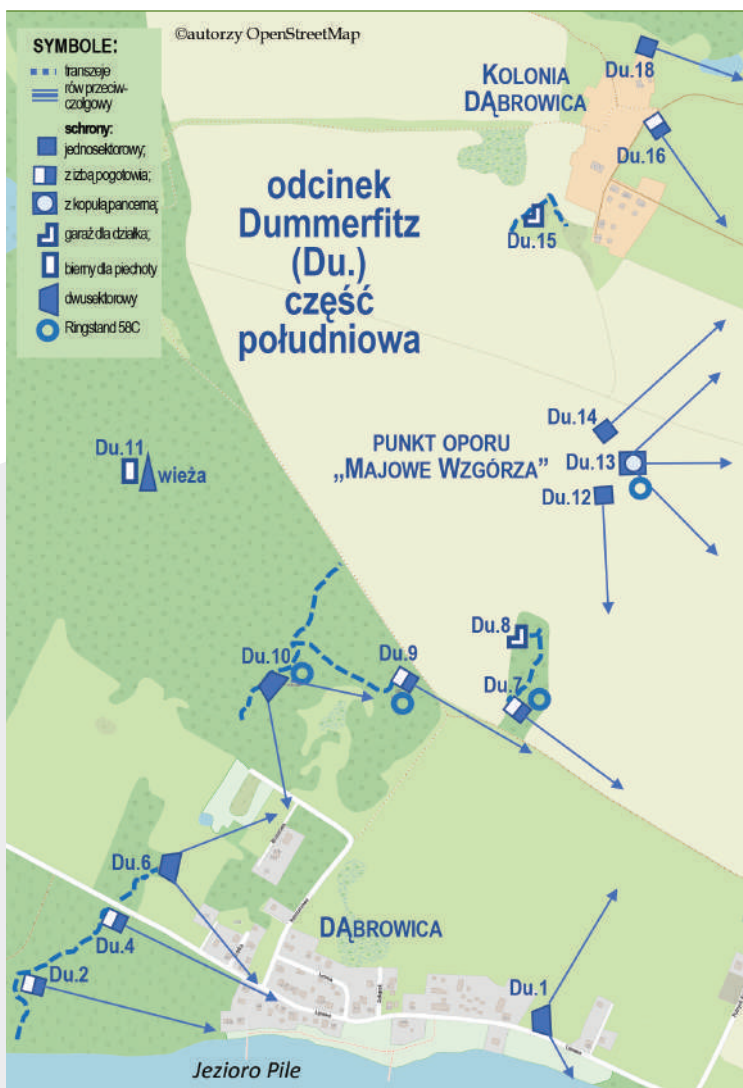 ©autorzy OpenStreetMap
SYMBOLE:
transzeje
rów przeciw-
czołgowy
schrony:
jednosektorowy;
z izbą pogotowia;
z kopułą pancerną;
garaż dla działka;
bierny dla piechoty
dwusektorowy
Ringstand 58C
KOLONIA
DĄBROWICA
Du.18
Du.16
odcinek
Dummerfitz
(Du.)
część
południowa
Du.15
Du.14
PUNKT OPORU
„MAJOWE WZGÓRZA”
Du.13
Du.12
Du.11
wieża
Du.10
Du.9
Du.8
Du.7
Du.6
Du.4
Du.2
DĄBROWICA
Du.1
Lipowa
Lipowa
Jezioro Pile